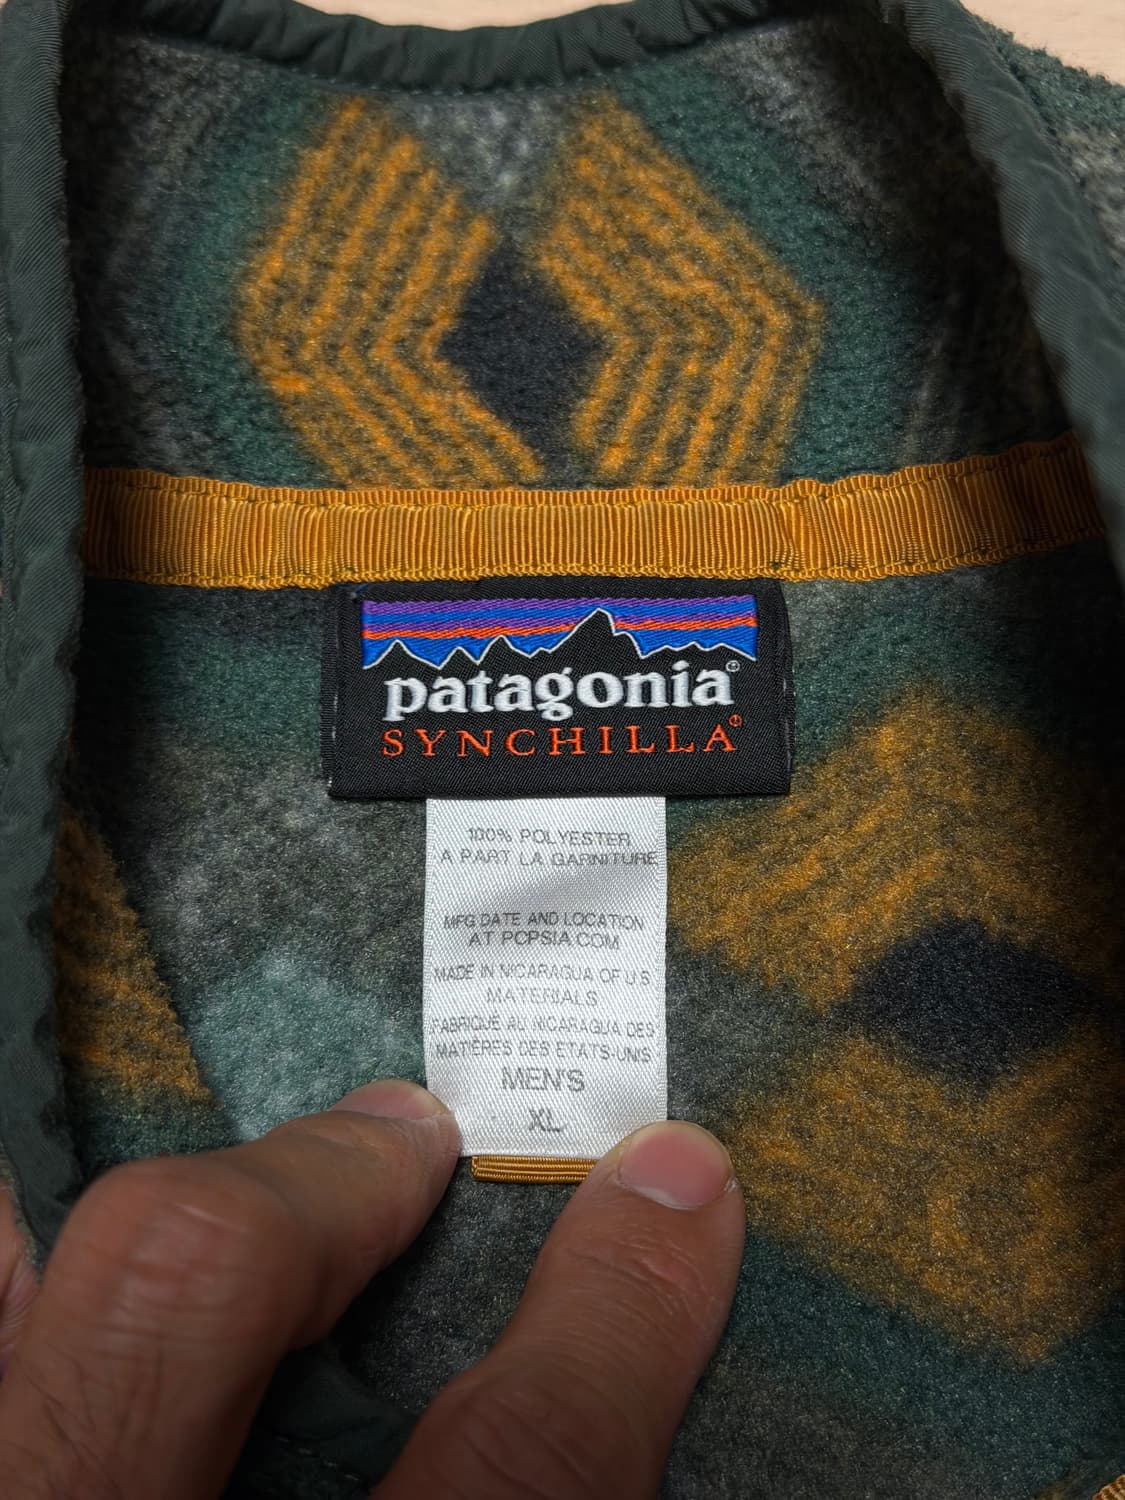 patagonia®
SYNCHILLA®
100% POLYESTER
A PART LA GARNITURE
MFG DATE AND LOCATION
AT PCPSIA.COM
MADE IN NICARAGUA OF U.S
MATERIALS
FABRIQUÉ AU NICARAGUA DES
MATIÈRES DES ETATS-UNIS
MEN'S
XL